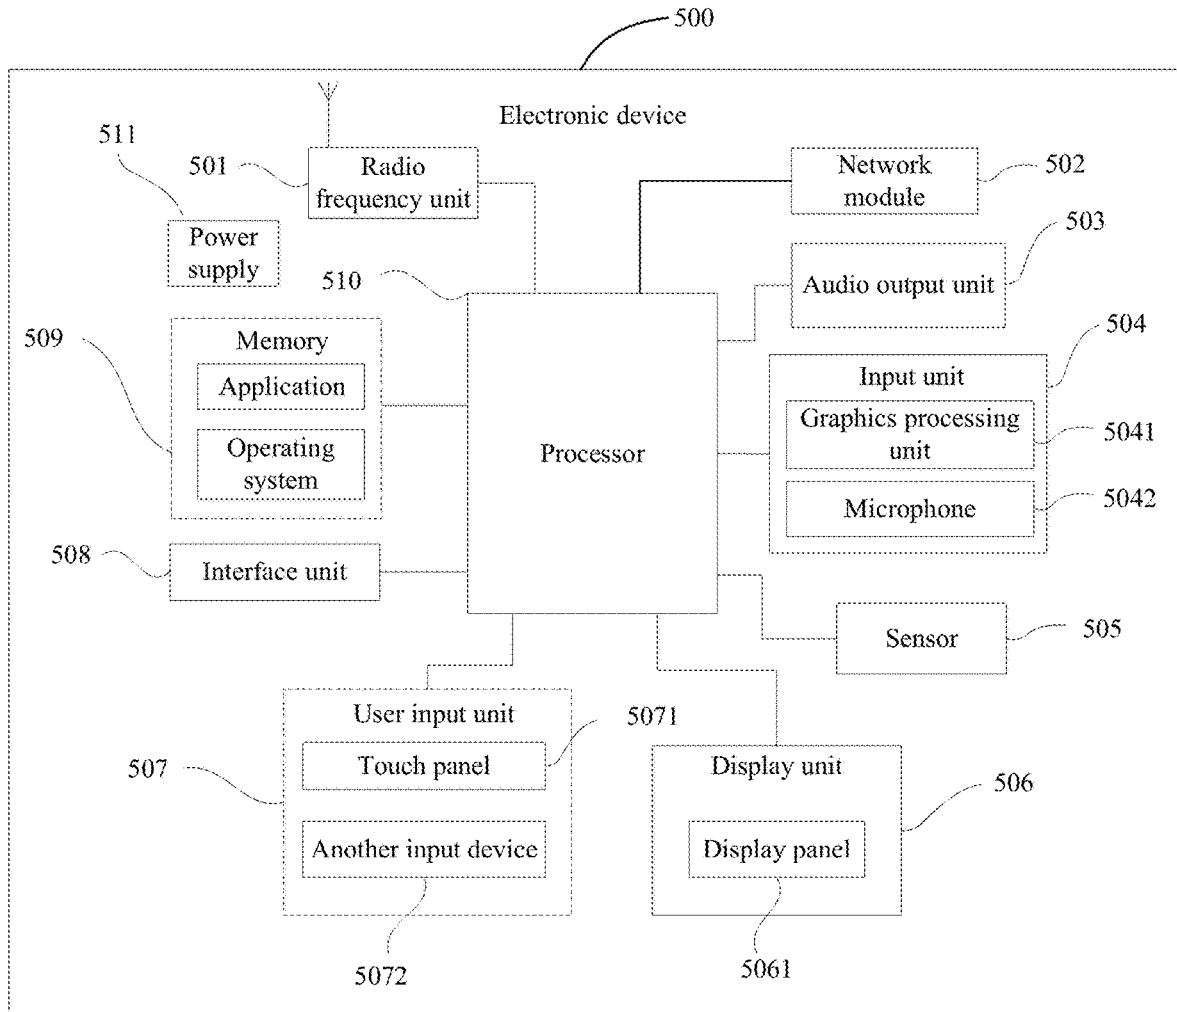 500
Electronic device
511
501
Radio
frequency unit
Network
module
502
Power
supply
503
Audio output unit
510
509
Memory
Application
Operating
system
504
Input unit
Graphics processing
unit
5041
Microphone
5042
Processor
508
Interface unit
Sensor
505
User input unit
5071
Touch panel
507
Another input device
5072
Display unit
506
Display panel
5061